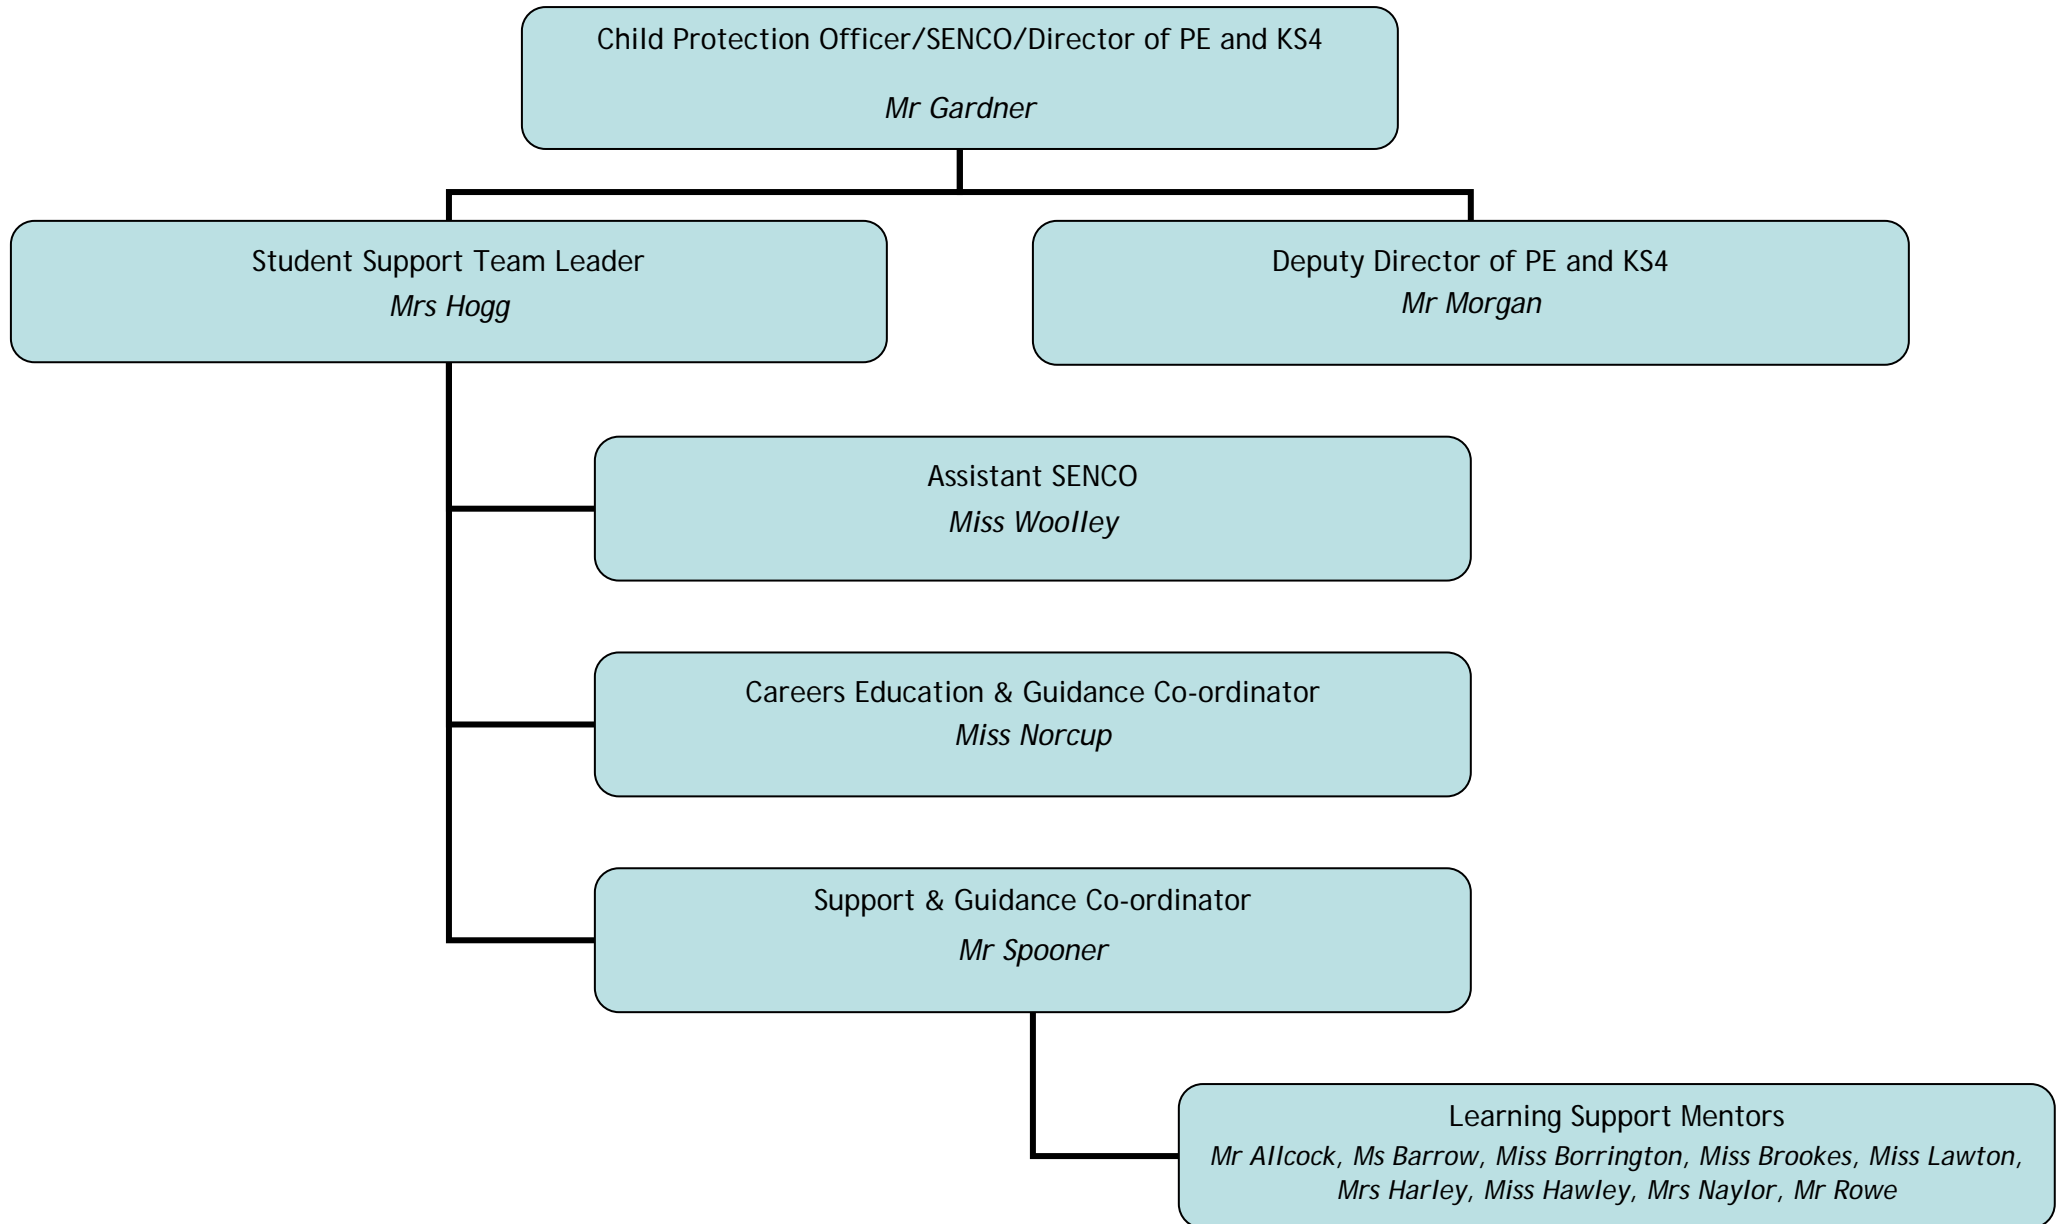 Child Protection Officer/SENCO/Director of PE and KS4
Mr Gardner
Student Support Team Leader
Mrs Hogg
Deputy Director of PE and KS4
Mr Morgan
Assistant SENCO
Miss Woolley
Careers Education & Guidance Co-ordinator
Miss Norcup
Support & Guidance Co-ordinator
Mr Spooner
Learning Support Mentors
Mr Allcock, Ms Barrow, Miss Borrington, Miss Brookes, Miss Lawton,
Mrs Harley, Miss Hawley, Mrs Naylor, Mr Rowe